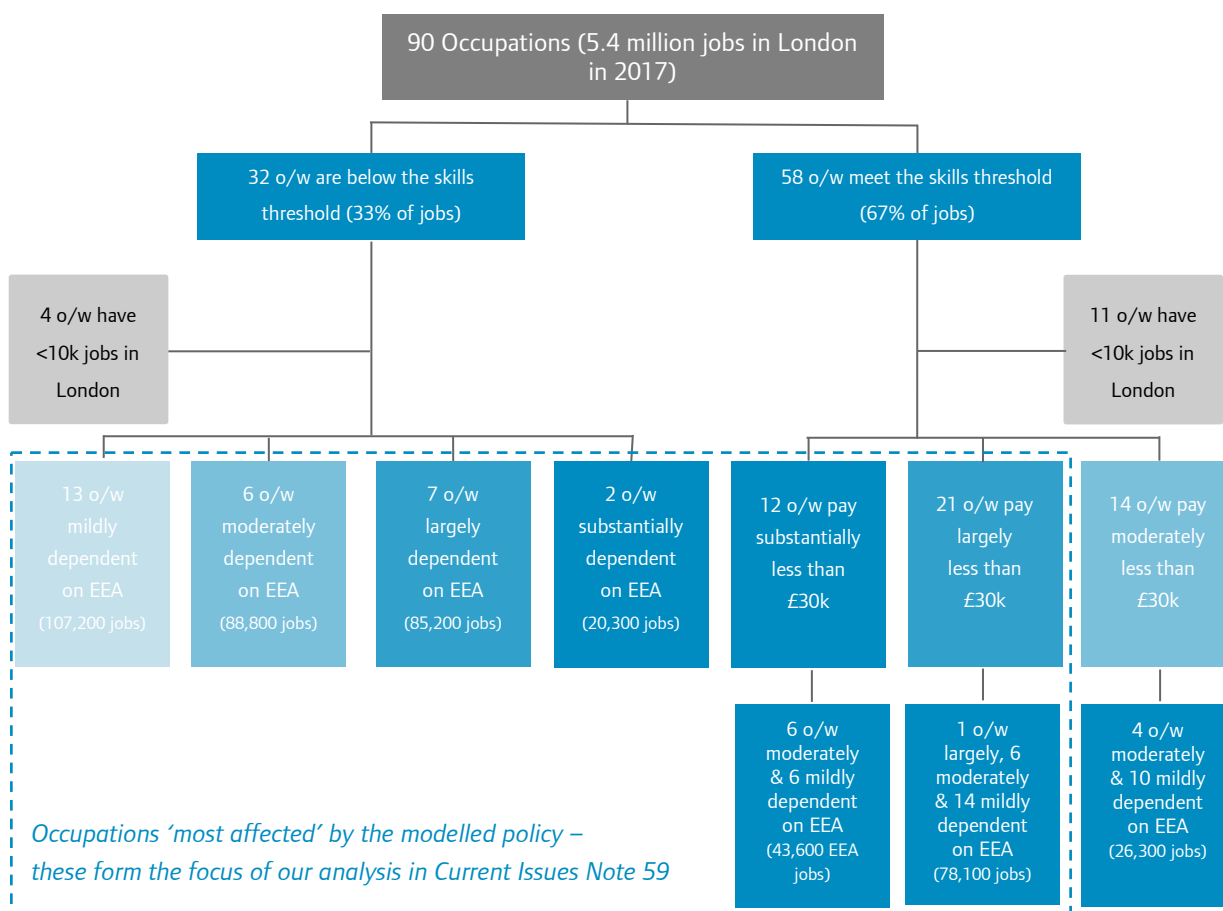 90 Occupations (5.4 million jobs in London
in 2017)
32 o/w are below the skills
threshold (33% of jobs)
58 o/w meet the skills threshold
(67% of jobs)
4 o/w have
<10k jobs in
London
11 o/w have
<10k jobs in
London
13 o/w
mildly
dependent
on EEA
(107,200 jobs)
6 o/w
moderately
dependent
on EEA
(88,800 jobs)
7 o/w
largely
dependent
on EEA
(85,200 jobs)
2 o/w
substantially
dependent
on EEA
(20,300 jobs)
12 o/w pay
substantially
less than
£30k
21 o/w pay
largely
less than
£30k
14 o/w pay
moderately
less than
£30k
6 o/w
moderately
& 6 mildly
dependent
on EEA
(43,600 EEA
jobs)
1 o/w
largely, 6
moderately
& 14 mildly
dependent
on EEA
(78,100 jobs)
4 o/w
moderately
& 10 mildly
dependent
on EEA
(26,300 jobs)
Occupations ‘most affected’ by the modelled policy –
these form the focus of our analysis in Current Issues Note 59